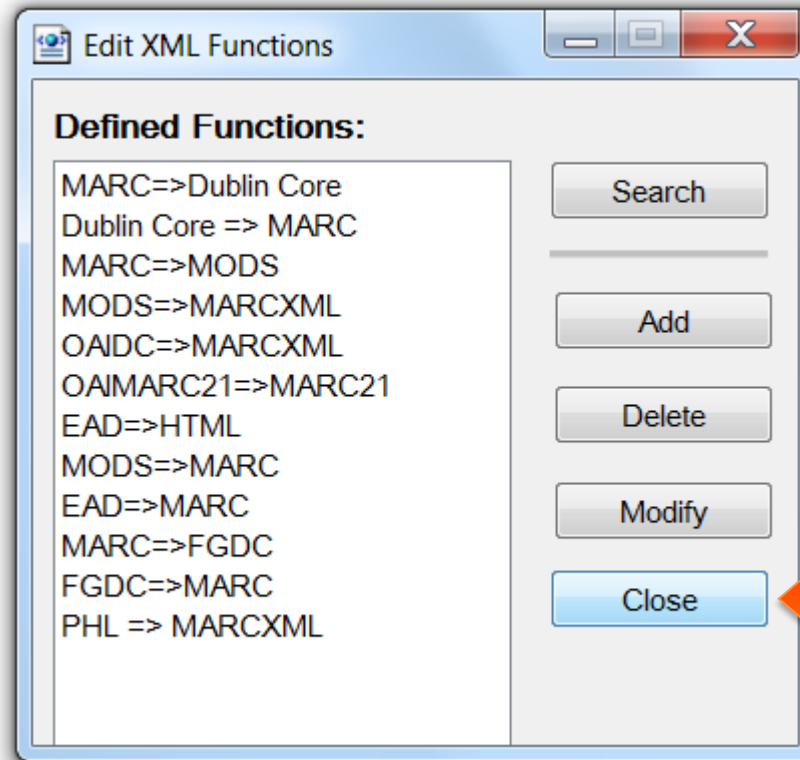 Edit XML Functions
Defined Functions:
MARC=>Dublin Core
Dublin Core => MARC
MARC=>MODS
MODS=>MARCXML
OAIDC=>MARCXML
OAIMARC21=>MARC21
EAD=>HTML
MODS=>MARC
EAD=>MARC
MARC=>FGDC
FGDC=>MARC
PHL => MARCXML
Search
Add
Delete
Modify
Close